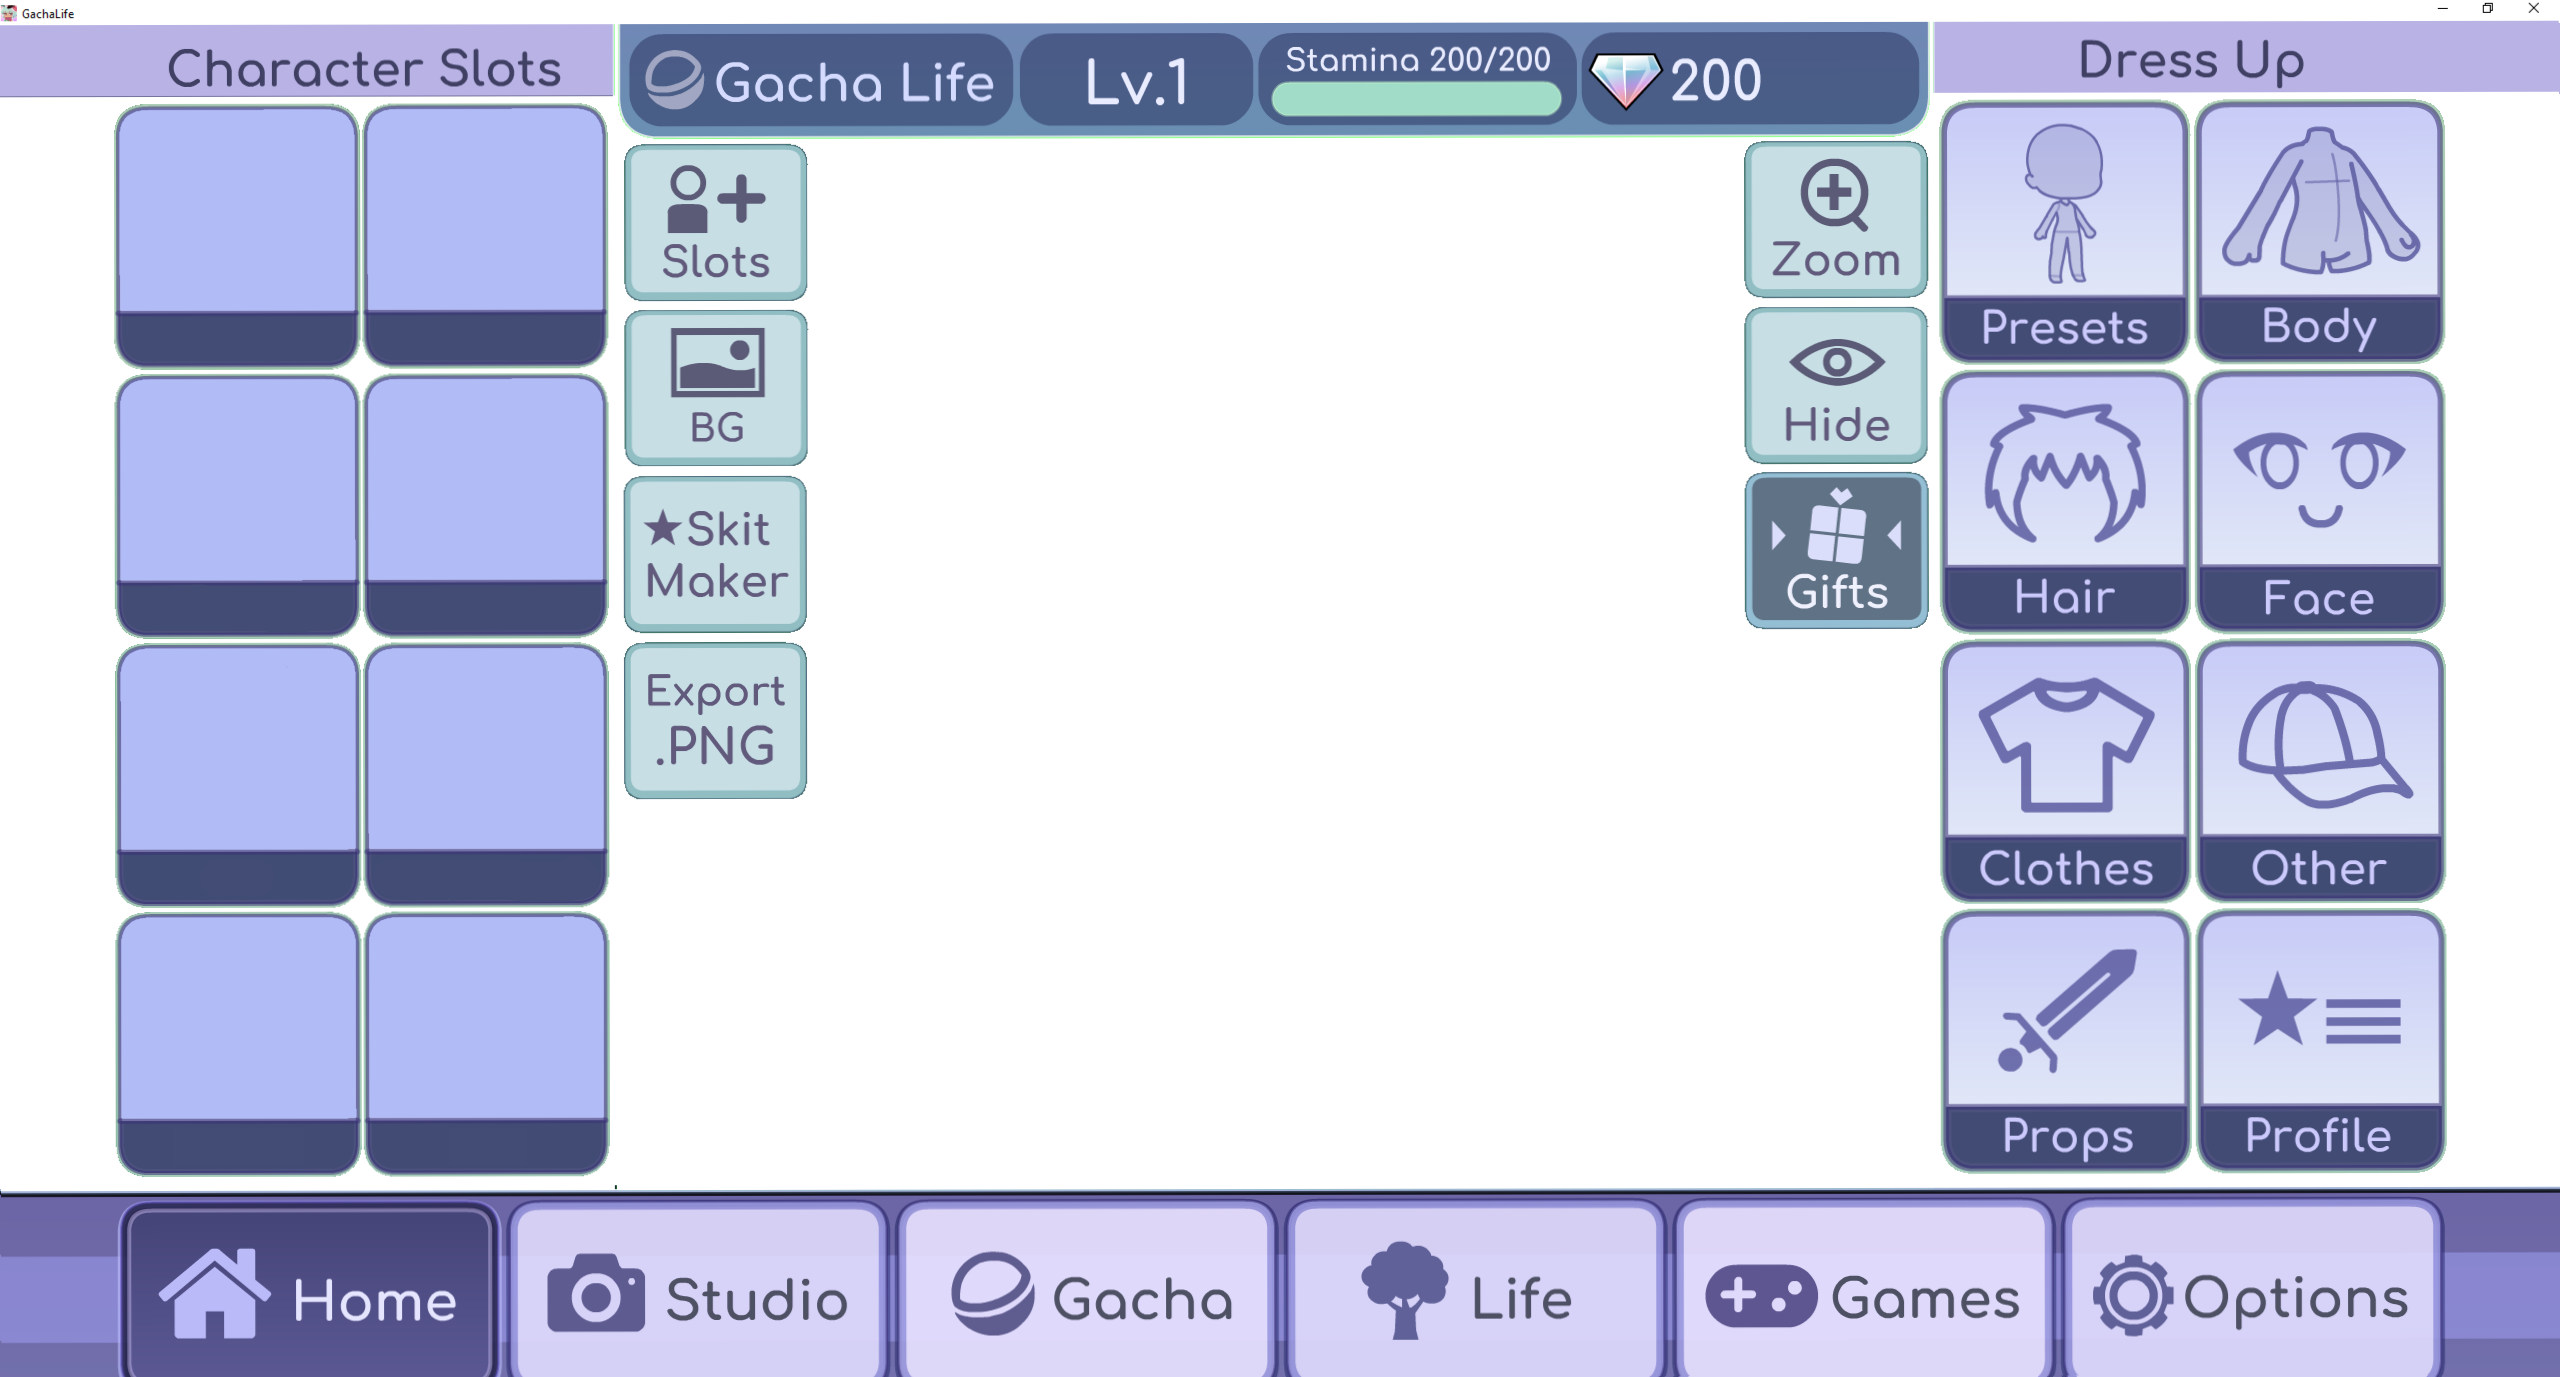 GachaLife
Character Slots
Gacha Life
Lv.1
Stamina 200/200
200
Dress Up
Slots
BG
★Skit
Maker
Export
.PNG
Zoom
Hide
Gifts
Presets
Body
Hair
Face
Clothes
Other
Props
Profile
Home
Studio
Gacha
Life
Games
Options